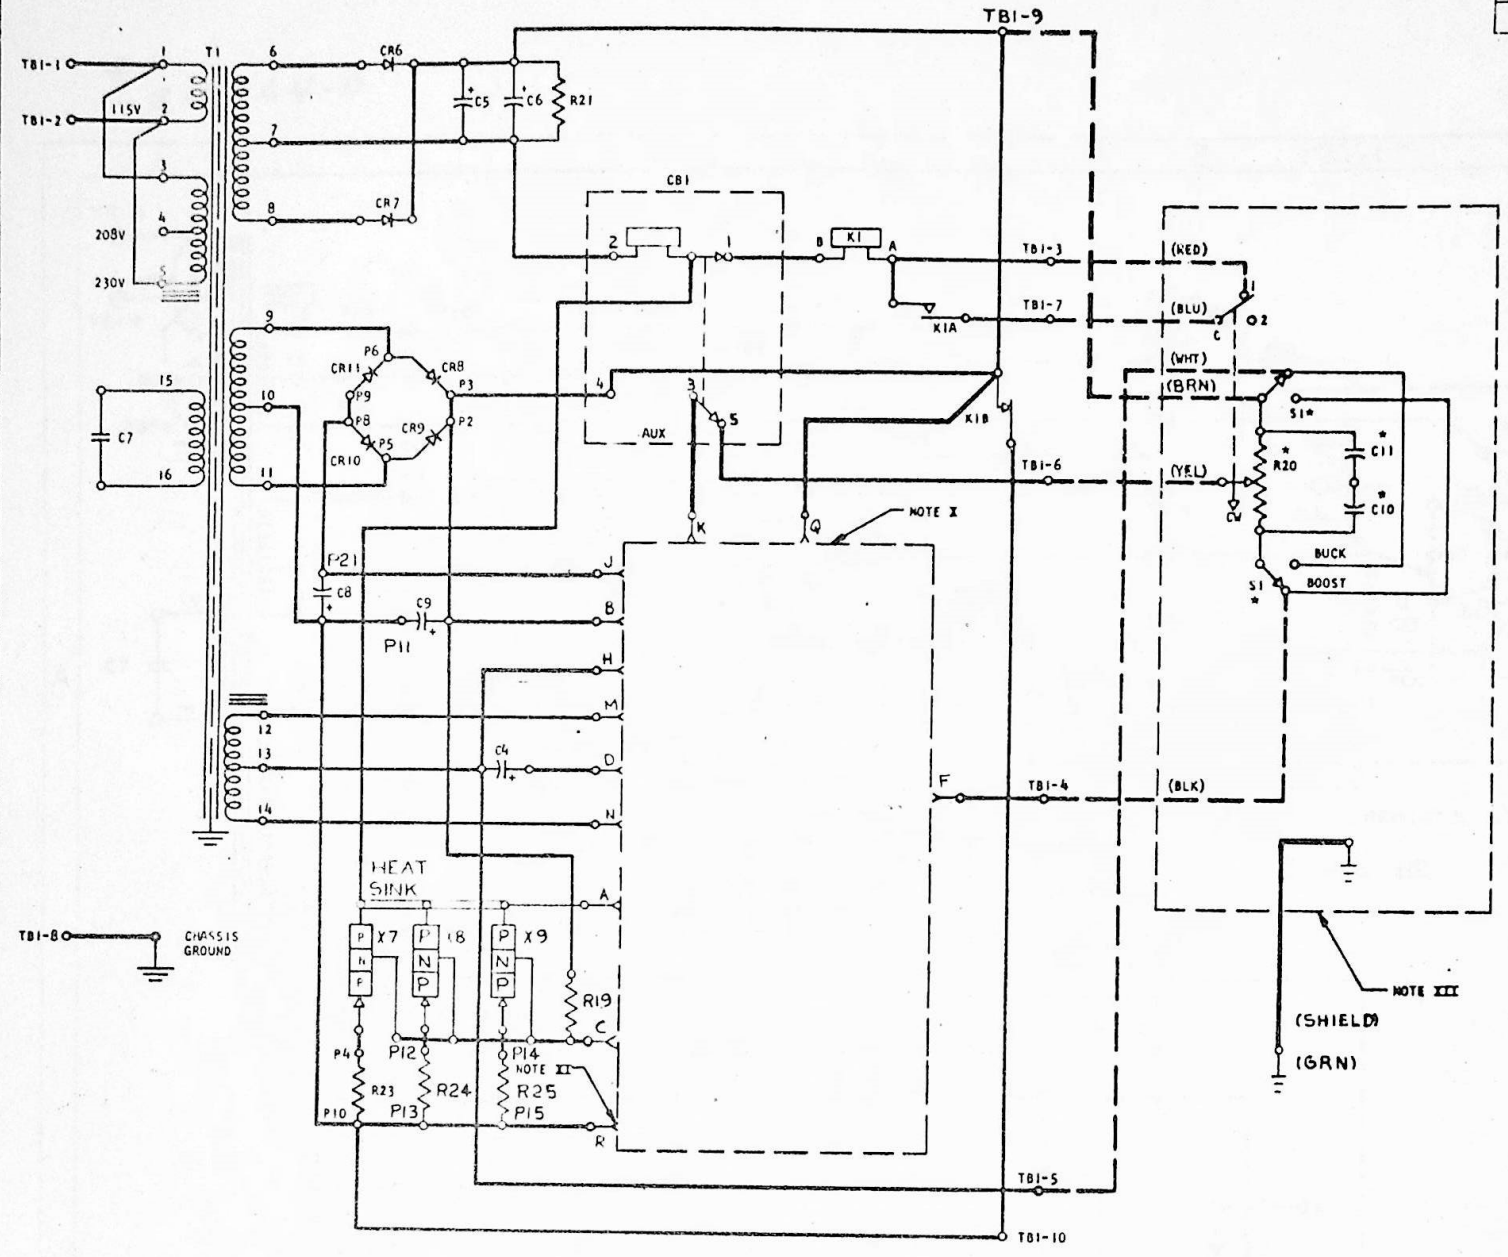 TB1-9
TB1-1
1
T1
6
CR6
C5
C6
R21
115V
2
TB1-2
7
3
4
208V
5
230V
8
CR7
CB1
2
1
B
K1
A
TB1-3
(RED)
1
K1A
TB1-7
(BLU)
C
2
9
P6
CR11
CR8
P9
P3
4
(WHT)
(BRN)
S1*
15
10
P8
P5
CR9
P2
CR10
3
5
AUX
K1B
C7
16
11
TB1-6
(YEL)
*
R20
*
C11
*
C10
CW
K
Q
NOTE X
P21
C8
J
BUCK
BOOST
S1
*
C9
P11
B
H
M
12
13
C4
D
14
N
F
TB1-4
(BLK)
HEAT
SINK
A
TB1-8
CHASSIS
GROUND
P
N
P
X7
P
N
P
P
N
P
X9
R19
NOTE XII
(SHIELD)
(GRN)
C
P4
P12
P14
NOTE XI
R23
R24
R25
P10
P13
P15
R
TB1-5
TB1-10